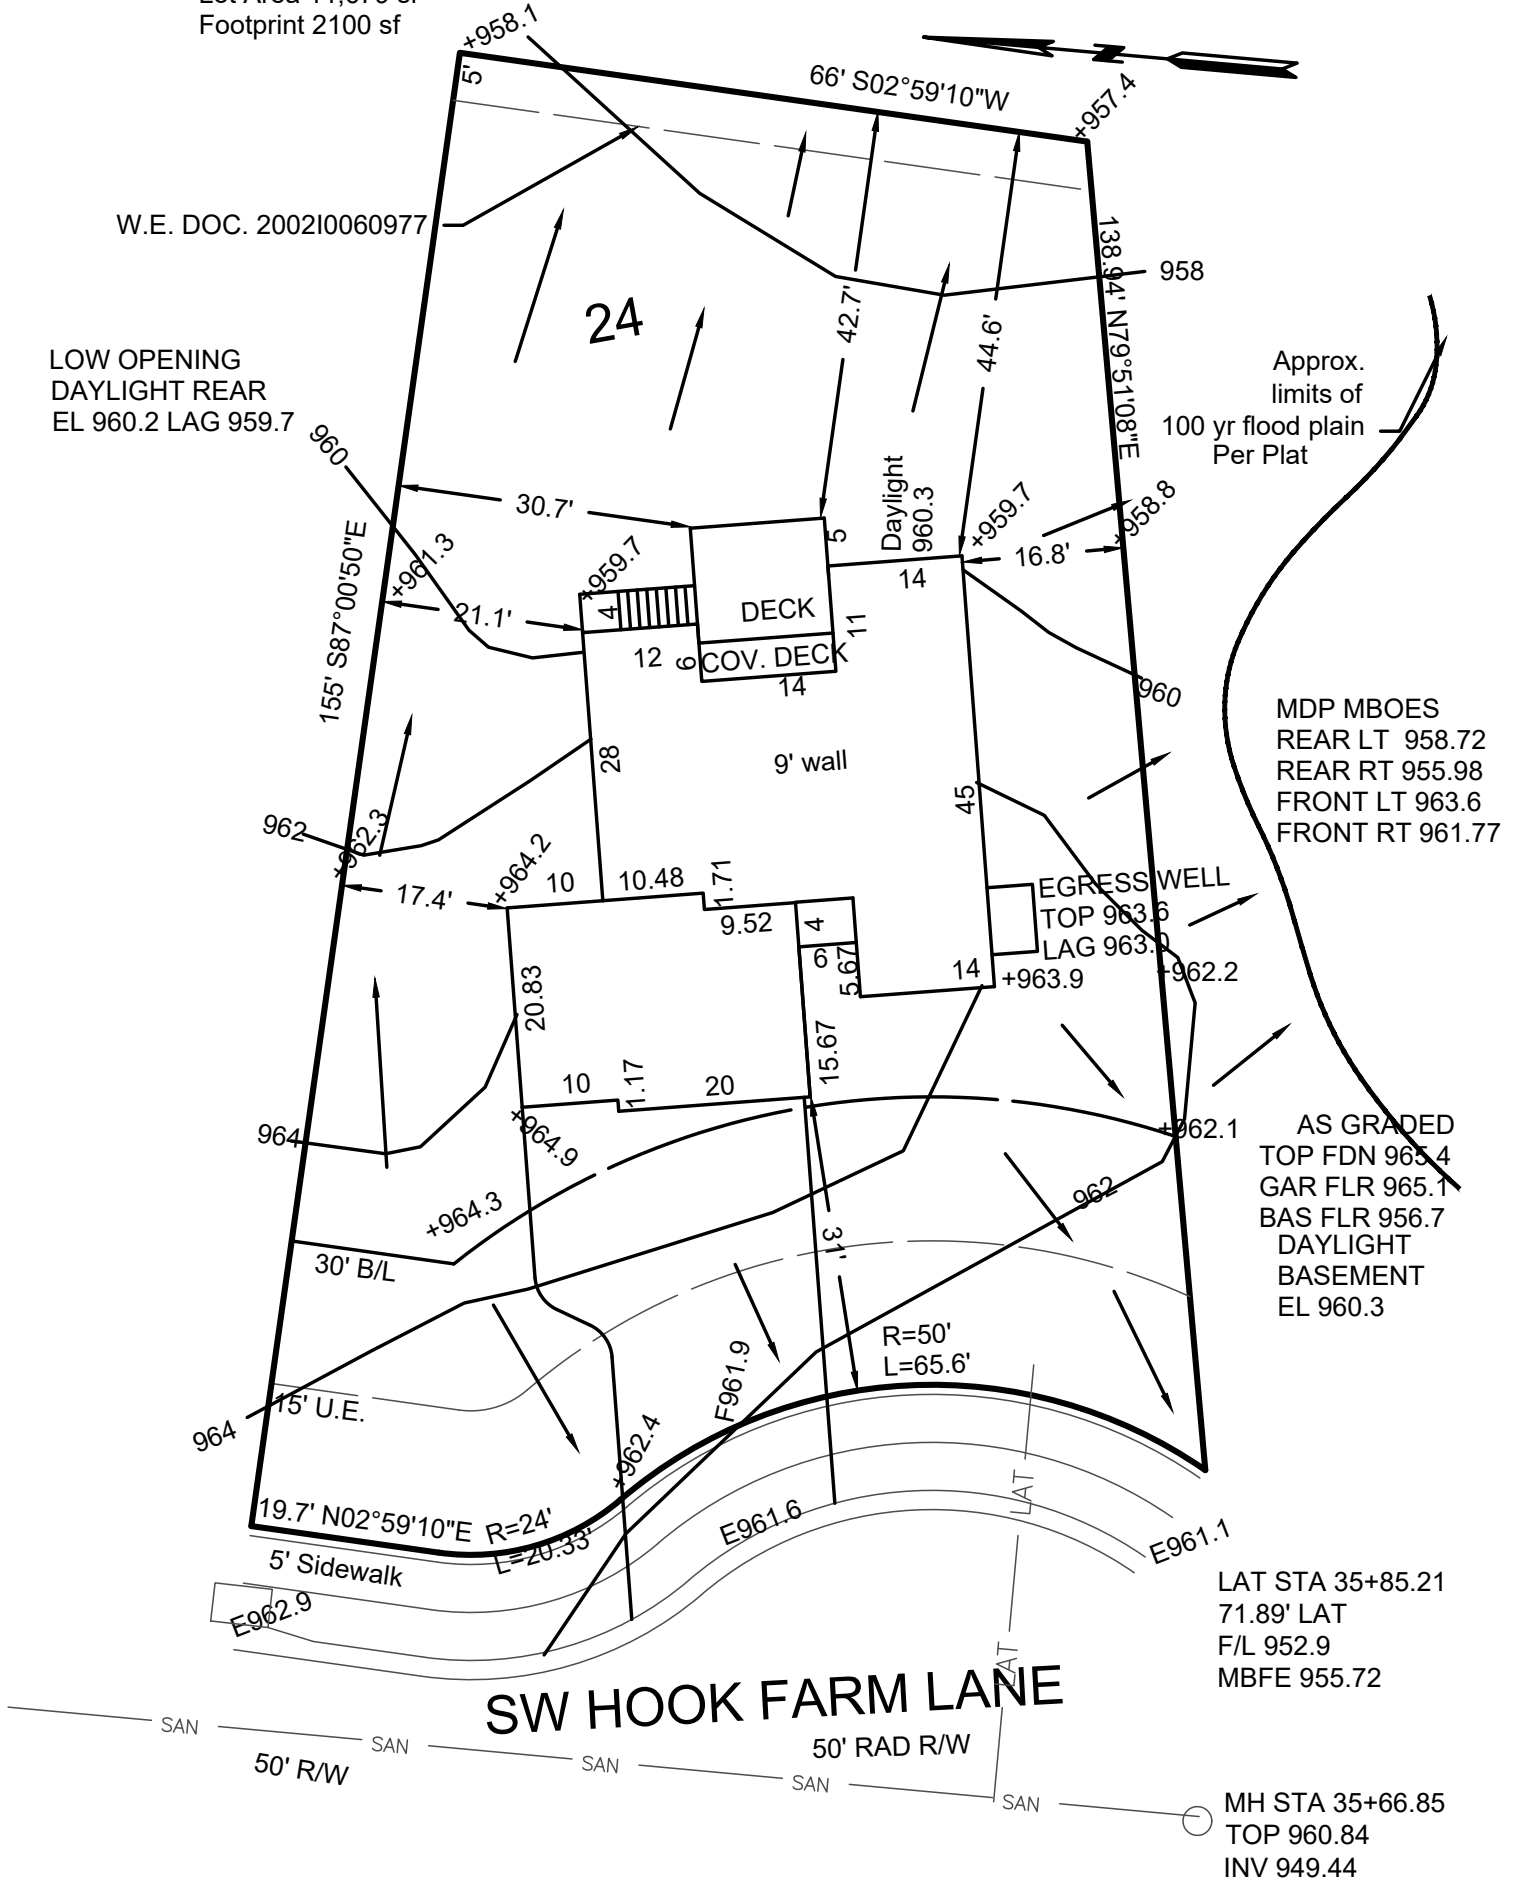 Footprint 2100 sf
+958.1
5'
66' S02°59'10"W
+957.4
W.E. DOC. 2002I0060977
138.94' N79°51'08"E
958
24
42.7'
44.6'
LOW OPENING
DAYLIGHT REAR
EL 960.2 LAG 959.7
Approx.
limits of
100 yr flood plain
Per Plat
960
30.7'
Daylight
960.3
+959.7
+958.8
5
16.8'
14
155' S87°00'50"E
+961.3
+959.7
21.1'
4
DECK
11
12
6
COV. DECK
14
960
MDP MBOES
REAR LT 958.72
REAR RT 955.98
FRONT LT 963.6
FRONT RT 961.77
28
9' wall
45
962
+962.3
+964.2
17.4'
10
10.48
1.71
9.52
4
6
5.67
14
EGRESS WELL
TOP 963.6
LAG 963.0
+963.9
+962.2
20.83
15.67
10
1.17
20
964
+964.9
+962.1
AS GRADED
TOP FDN 965.4
GAR FLR 965.1
BAS FLR 956.7
DAYLIGHT
BASEMENT
EL 960.3
+964.3
962
30' B/L
31'
R=50'
L=65.6'
F961.9
15' U.E.
964
+962.4
LAT
19.7' N02°59'10"E
R=24'
L=20.33'
E961.6
E961.1
5' Sidewalk
E962.9
LAT STA 35+85.21
71.89' LAT
F/L 952.9
MBFE 955.72
LAT
SW HOOK FARM LANE
SAN
SAN
SAN
SAN
SAN
50' R/W
50' RAD R/W
MH STA 35+66.85
TOP 960.84
INV 949.44